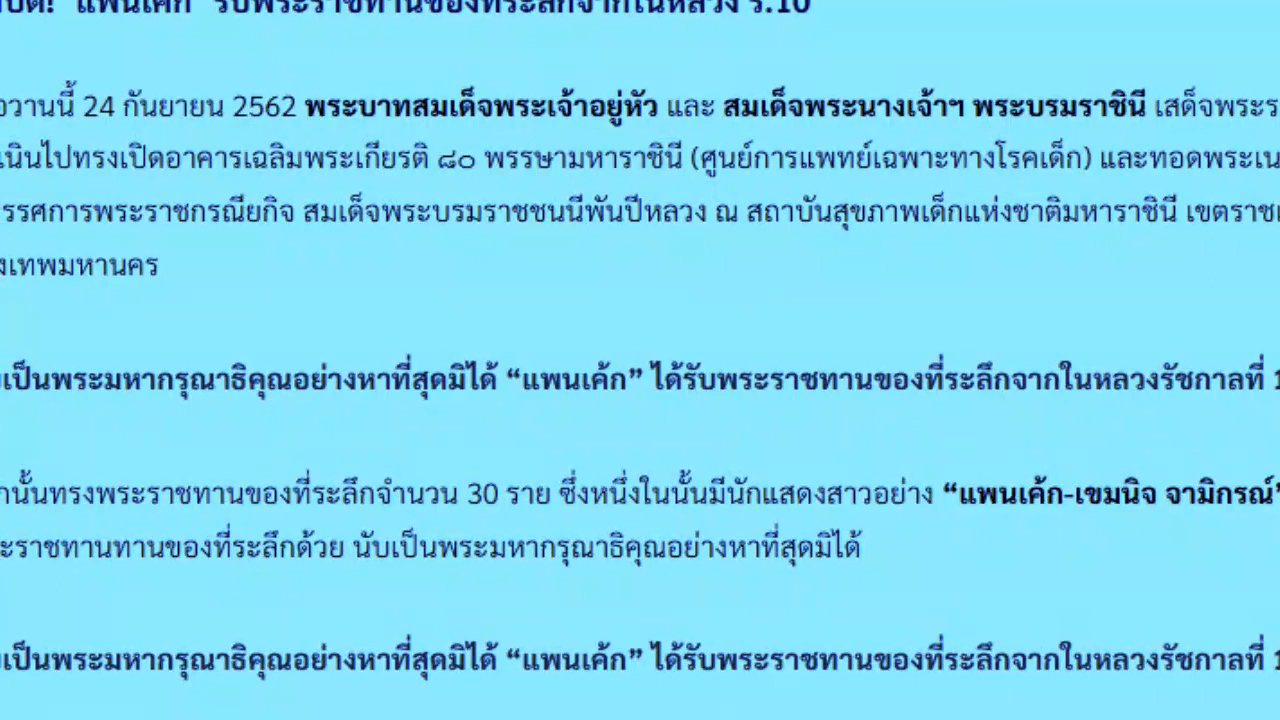 "แพนเค้ก" รับพระราชทานของที่ระลึกจากในหลวง ร.10
วานนี้ 24 กันยายน 2562 พระบาทสมเด็จพระเจ้าอยู่หัว และ สมเด็จพระนางเจ้าฯ พระบรมราชินี เสด็จพระร
เนินไปทรงเปิดอาคารเฉลิมพระเกียรติ ๘๐ พรรษามหาราชินี (ศูนย์การแพทย์เฉพาะทางโรคเด็ก) และทอดพระเน
รรศการพระราชกรณียกิจ สมเด็จพระบรมราชชนนีพันปีหลวง ณ สถาบันสุขภาพเด็กแห่งชาติมหาราชินี เขตราชเ
งเทพมหานคร
เป็นพระมหากรุณาธิคุณอย่างหาที่สุดมิได้ “แพนเค้ก” ได้รับพระราชทานของที่ระลึกจากในหลวงรัชกาลที่ 1
นั้นทรงพระราชทานของที่ระลึกจำนวน 30 ราย ซึ่งหนึ่งในนั้นมีนักแสดงสาวอย่าง “แพนเค้ก-เขมนิจ จามิกรณ์”
ะราชทานทานของที่ระลึกด้วย นับเป็นพระมหากรุณาธิคุณอย่างหาที่สุดมิได้
เป็นพระมหากรุณาธิคุณอย่างหาที่สุดมิได้ “แพนเค้ก” ได้รับพระราชทานของที่ระลึกจากในหลวงรัชกาลที่ 1